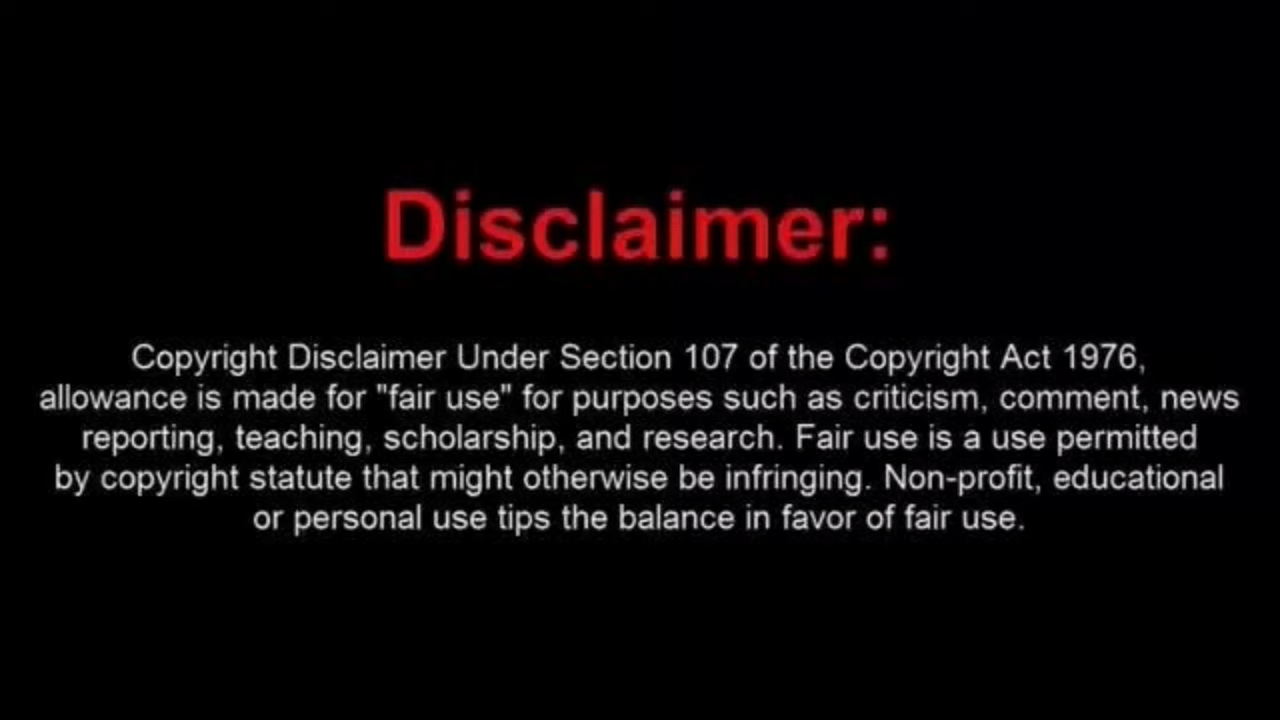 Disclaimer:
Copyright Disclaimer Under Section 107 of the Copyright Act 1976,
allowance is made for "fair use" for purposes such as criticism, comment, news
reporting, teaching, scholarship, and research. Fair use is a use permitted
by copyright statute that might otherwise be infringing. Non-profit, educational
or personal use tips the balance in favor of fair use.